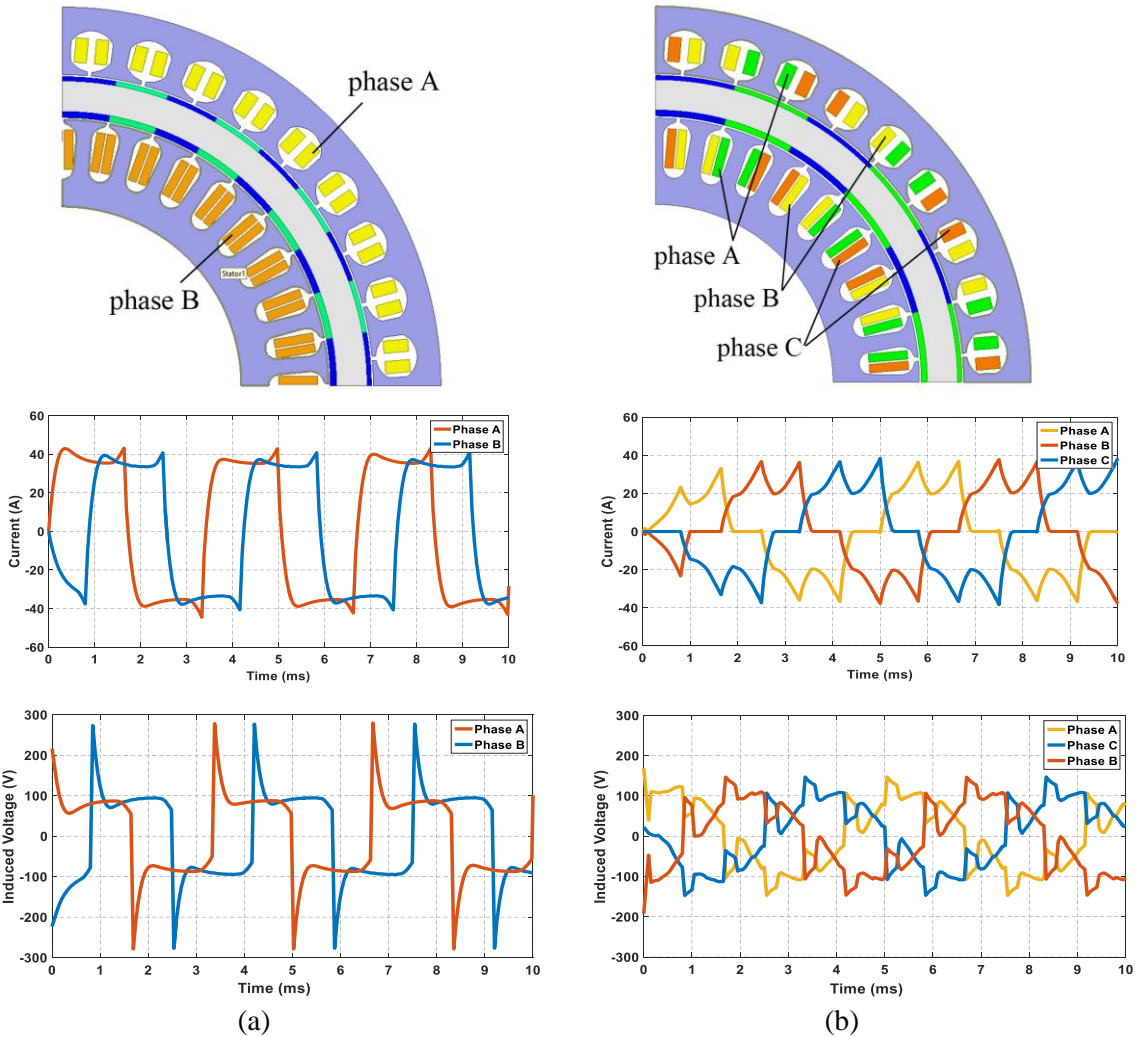 phase A
phase B
Stator1
phase A
phase B
phase C
60
40
20
0
-20
-40
-60
Current (A)
0 1 2 3 4 5 6 7 8 9 10
Time (ms)
Phase A
Phase B
60
40
20
0
-20
-40
-60
Current (A)
0 1 2 3 4 5 6 7 8 9 10
Time (ms)
Phase A
Phase B
Phase C
300
200
100
0
-100
-200
-300
Induced Voltage (V)
0 1 2 3 4 5 6 7 8 9 10
Time (ms)
Phase A
Phase B
300
200
100
0
-100
-200
-300
Induced Voltage (V)
0 1 2 3 4 5 6 7 8 9 10
Time (ms)
Phase A
Phase C
Phase B
(a)
(b)